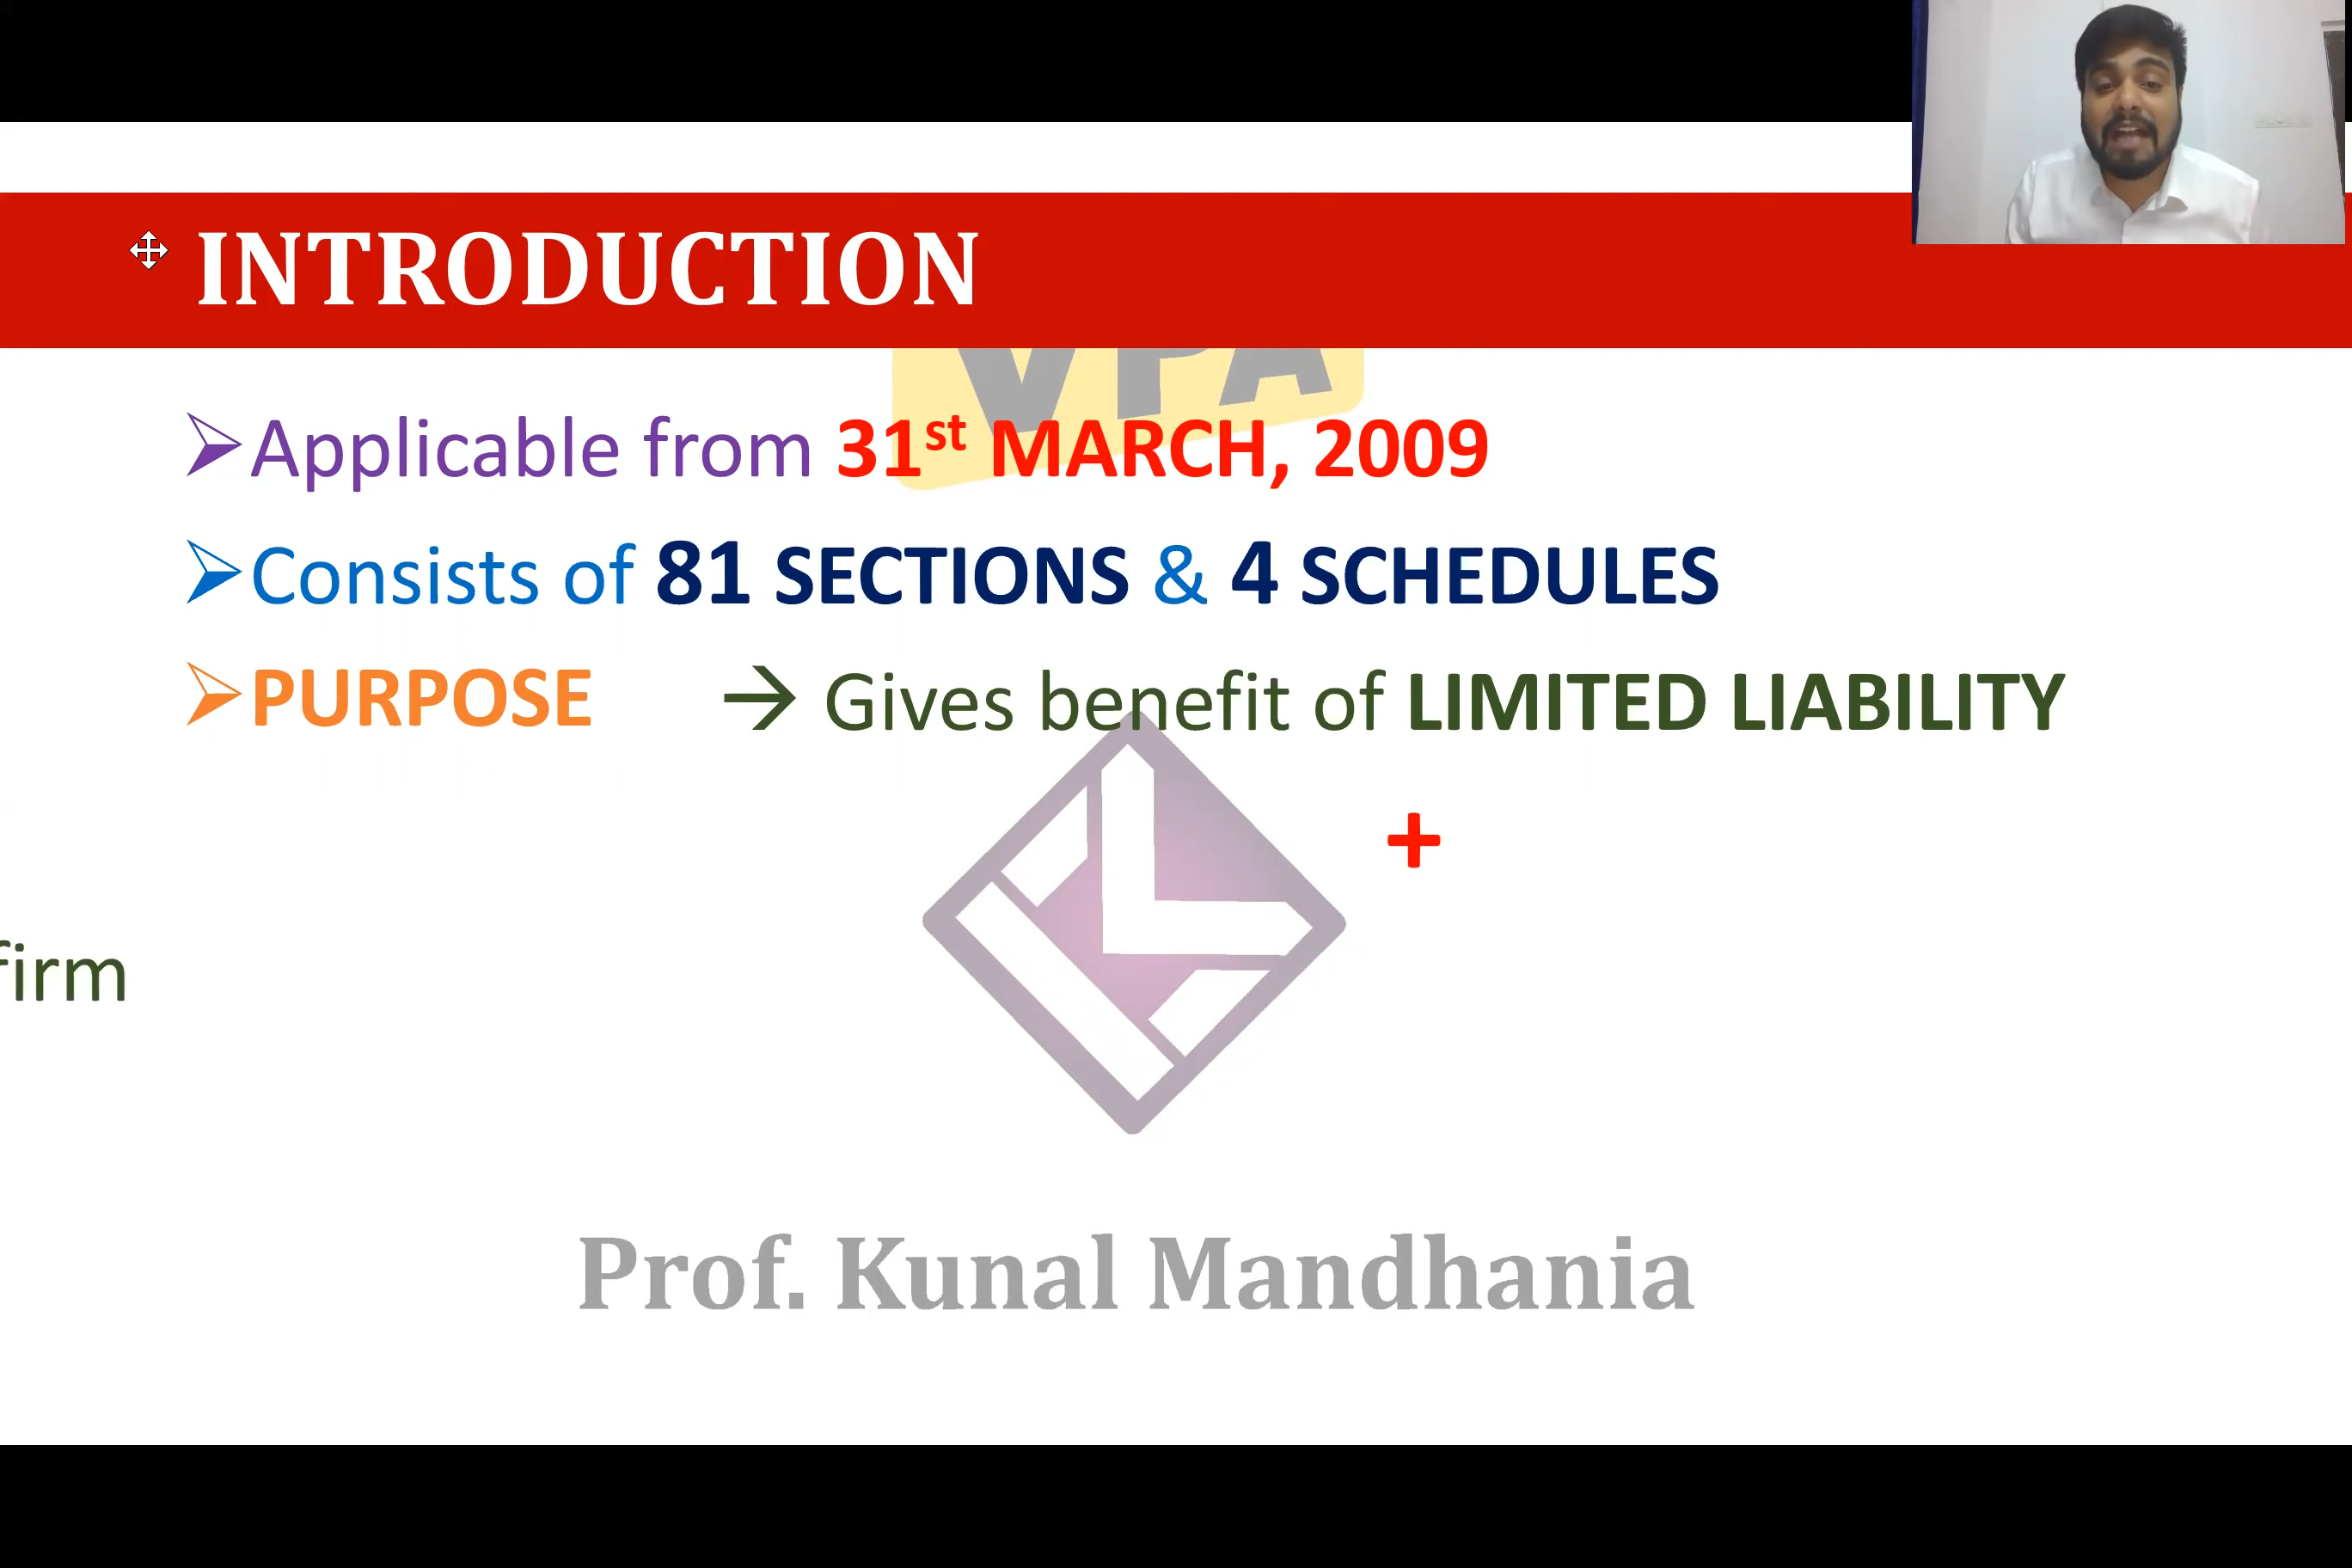 INTRODUCTION
VPA
➢Applicable from 31st MARCH, 2009
➢Consists of 81 SECTIONS & 4 SCHEDULES
➢PURPOSE → Gives benefit of LIMITED LIABILITY
+
firm
Prof. Kunal Mandhania